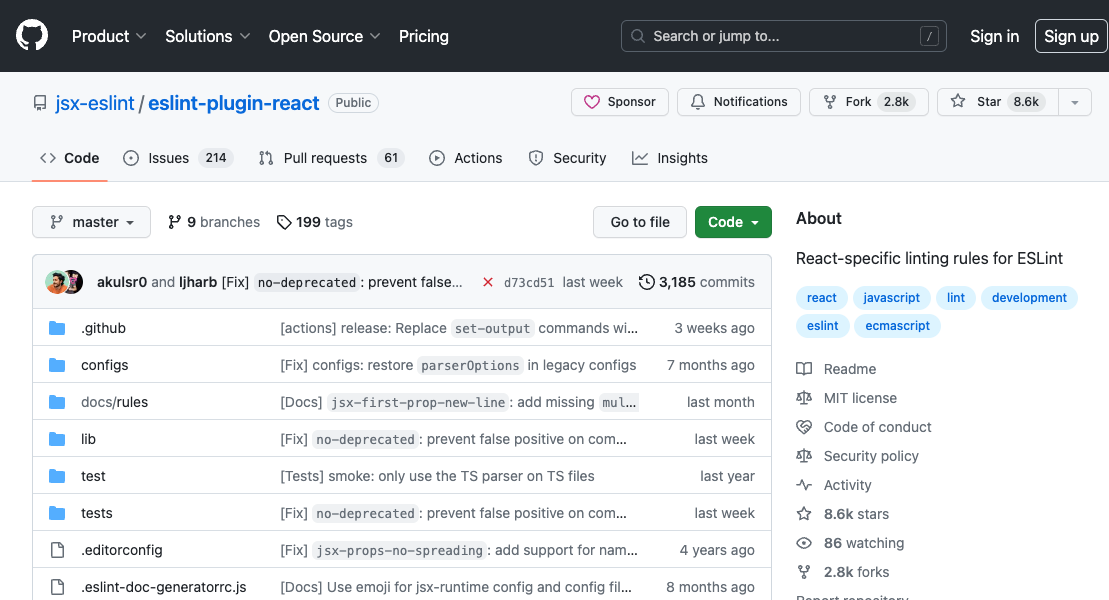 Product Solutions Open Source Pricing Search or jump to... / Sign in Sign up
jsx-eslint / eslint-plugin-react Public Sponsor Notifications Fork 2.8k Star 8.6k
Code Issues 214 Pull requests 61 Actions Security Insights
master 9 branches 199 tags Go to file Code
akulsr0 and ljharb [Fix] no-deprecated: prevent false… d73cd51 last week 3,185 commits
.github [actions] release: Replace set-output commands wi… 3 weeks ago
configs [Fix] configs: restore parserOptions in legacy configs 7 months ago
docs/rules [Docs] jsx-first-prop-new-line: add missing mul… last month
lib [Fix] no-deprecated: prevent false positive on com… last week
test [Tests] smoke: only use the TS parser on TS files last year
tests [Fix] no-deprecated: prevent false positive on com… last week
.editorconfig [Fix] jsx-props-no-spreading: add support for nam… 4 years ago
.eslint-doc-generatorrc.js [Docs] Use emoji for jsx-runtime config and config fil… 8 months ago
About
React-specific linting rules for ESLint
react javascript lint development
eslint ecmascript
Readme
MIT license
Code of conduct
Security policy
Activity
8.6k stars
86 watching
2.8k forks
Report repository